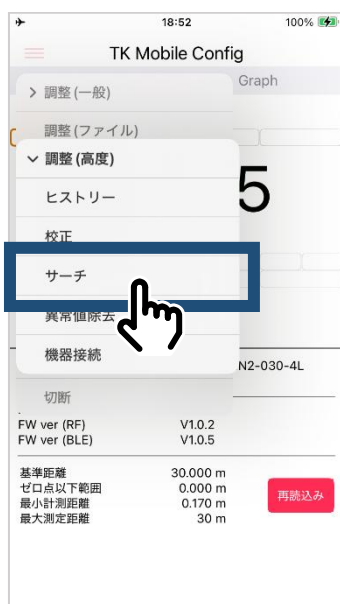 18:52
100%
TK Mobile Config
Graph
調整 (一般)
調整 (ファイル)
調整 (高度)
5
ヒストリー
校正
サーチ
異常値除去
機器接続
N2-030-4L
切断
FW ver (RF) V1.0.2
FW ver (BLE) V1.0.5
基準距離 30.000 m
ゼロ点以下範囲 0.000 m
最小計測距離 0.170 m
再読込み
最大測定距離 30 m